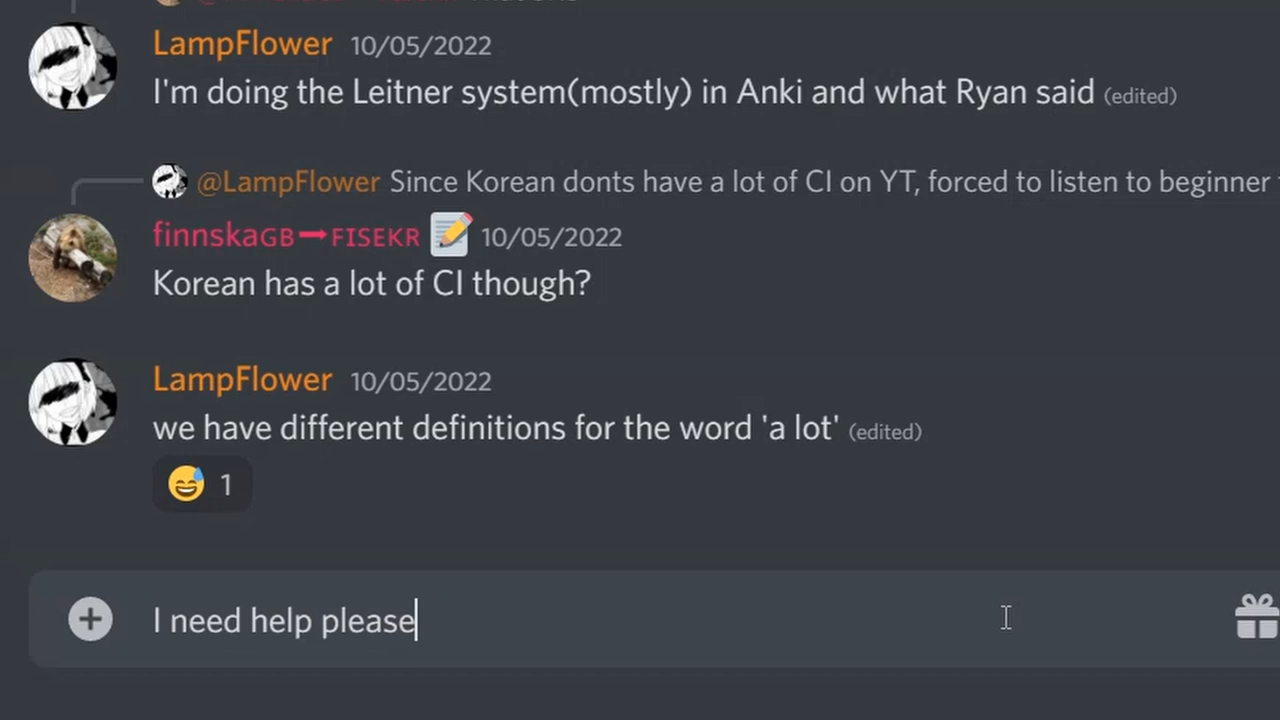 LampFlower 10/05/2022
I'm doing the Leitner system(mostly) in Anki and what Ryan said (edited)
@LampFlower Since Korean donts have a lot of CI on YT, forced to listen to beginner
finnskaGB➞FISEKR 📝 10/05/2022
Korean has a lot of CI though?
LampFlower 10/05/2022
we have different definitions for the word 'a lot' (edited)
😅 1
I need help please